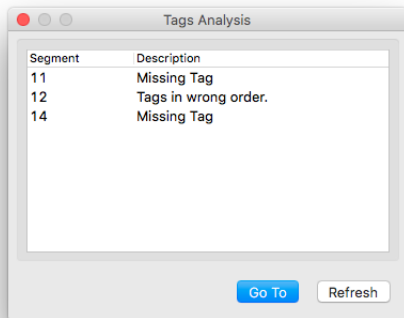 Tags Analysis
Segment Description
11 Missing Tag
12 Tags in wrong order.
14 Missing Tag
Go To Refresh